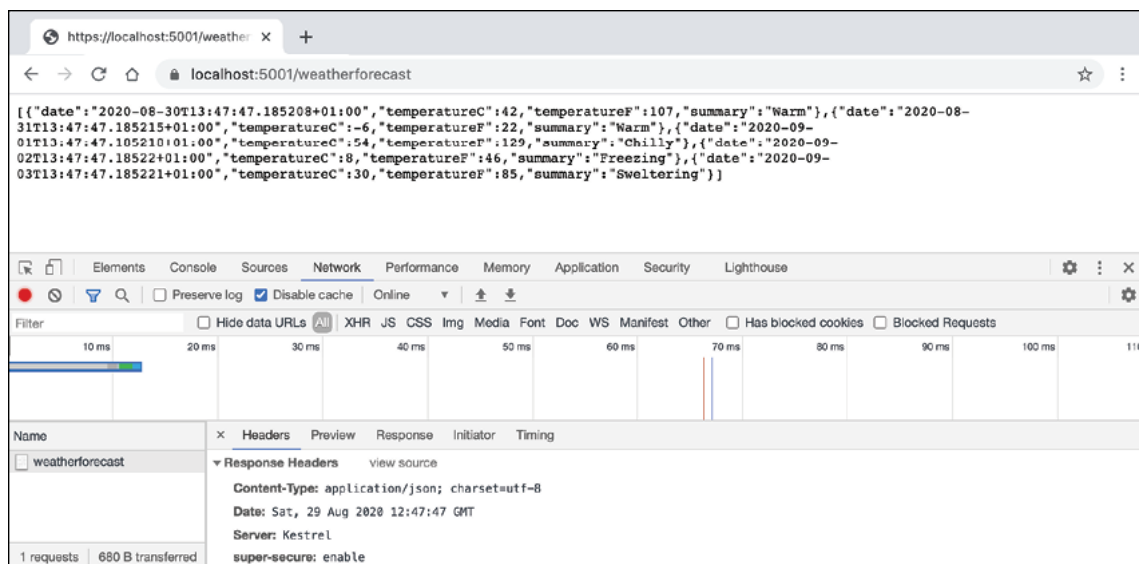 https://localhost:5001/weather
localhost:5001/weatherforecast
[{"date":"2020-08-30T13:47:47.185208+01:00","temperatureC":42,"temperatureF":107,"summary":"Warm"},{"date":"2020-08-
31T13:47:47.185215+01:00","temperatureC":-6,"temperatureF":22,"summary":"Warm"},{"date":"2020-09-
"temperatureC":54,"temperatureF":129,"summary":"Chilly"},{"date":"2020-09-
02T13:47:47.18522+01:00","temperatureC":8,"temperatureF":46,"summary":"Freezing"},{"date":"2020-09-
03T13:47:47.185221+01:00","temperatureC":30,"temperatureF":85,"summary":"Sweltering"}]
Elements Console Sources Network Performance Memory Application Security Lighthouse
Preserve log Disable cache Online
Filter Hide data URLs All XHR JS CSS Img Media Font Doc WS Manifest Other Has blocked cookies Blocked Requests
10 ms 20 ms 30 ms 40 ms 50 ms 60 ms 70 ms 80 ms 90 ms 100 ms 11
Name Headers Preview Response Initiator Timing
weatherforecast Response Headers view source
Content-Type: application/json; charset=utf-8
Date: Sat, 29 Aug 2020 12:47:47 GMT
Server: Kestrel
1 requests 680 B transferred super-secure: enable